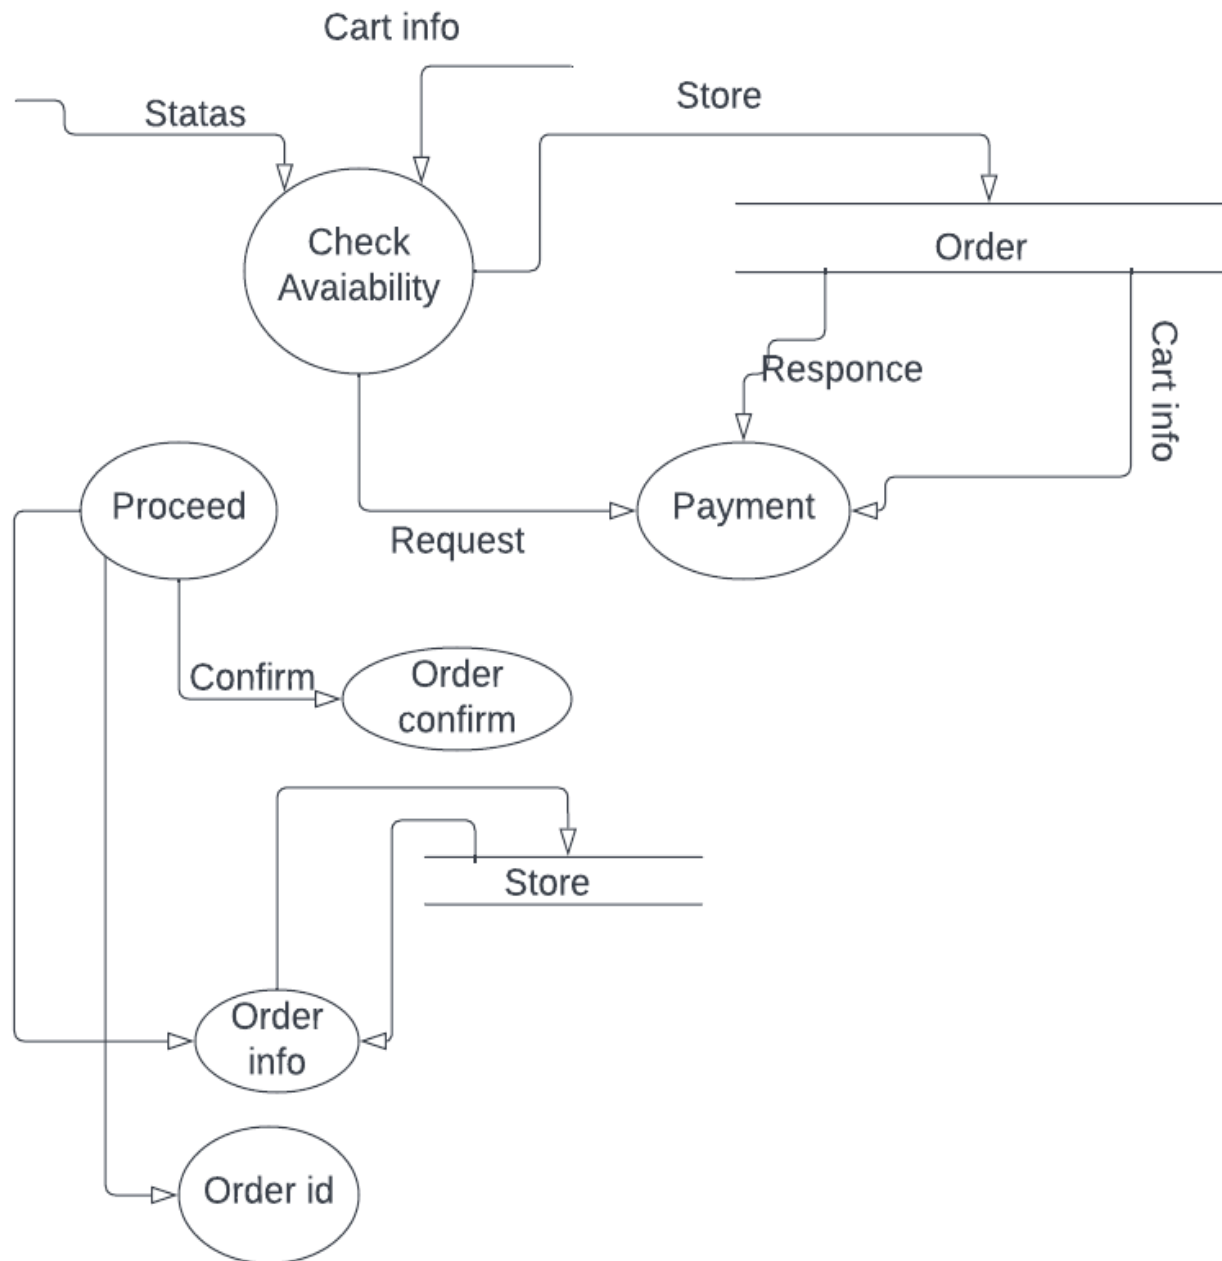 Cart info
Statas
Store
Check
Avaiability
Order
Responce
Cart info
Proceed
Payment
Request
Confirm
Order
confirm
Store
Order
info
Order id